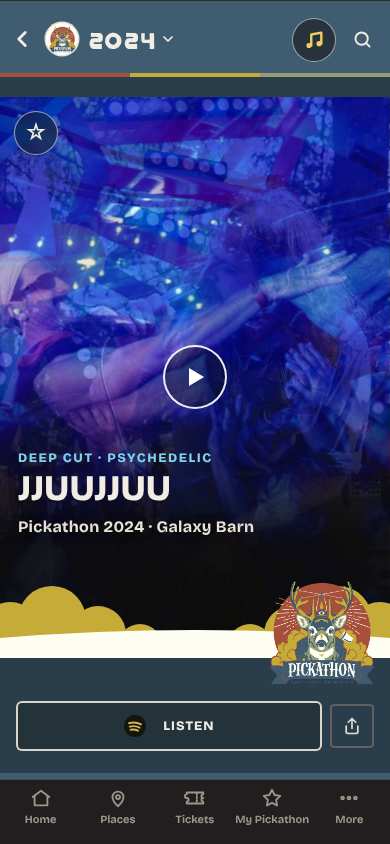 2024
DEEP CUT · PSYCHEDELIC
JJUUJJUU
Pickathon 2024 · Galaxy Barn
PICKATHON
LISTEN
Home
Places
Tickets
My Pickathon
More